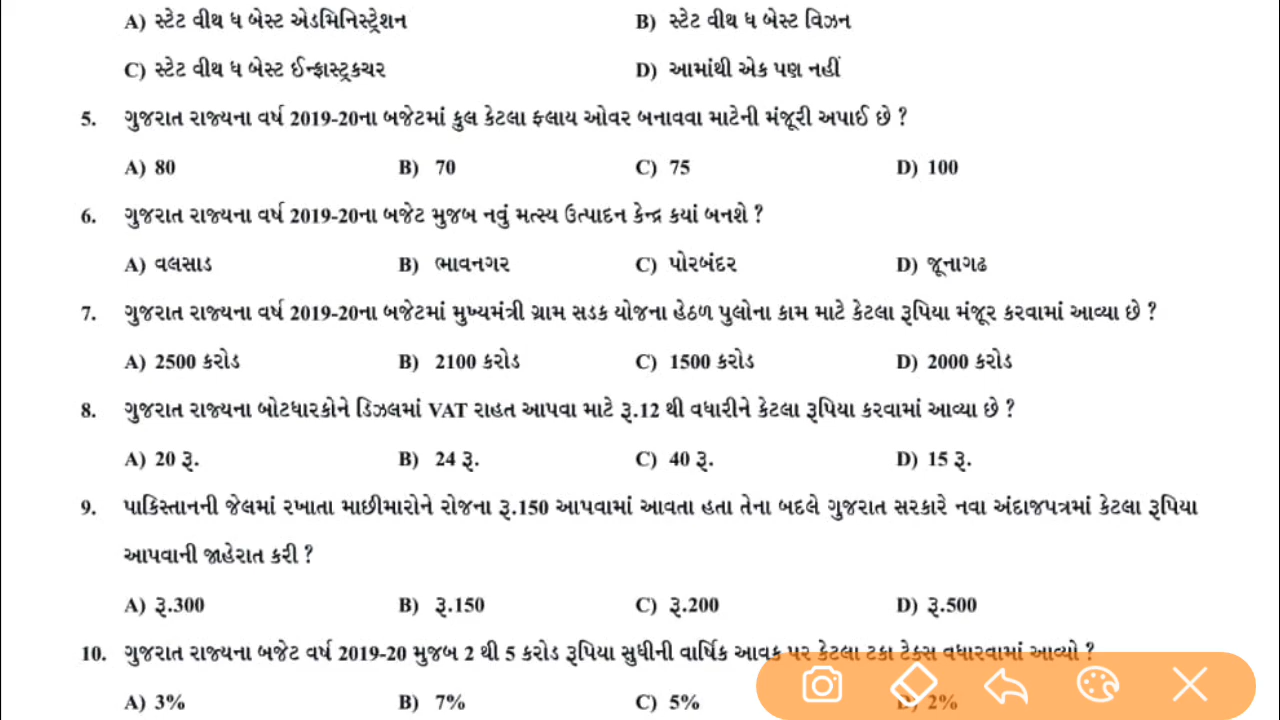 A) સ્ટેટ વીથ ધ બેસ્ટ એડમિનિસ્ટ્રેશન B) સ્ટેટ વીથ ધ બેસ્ટ વિઝન
C) સ્ટેટ વીથ ધ બેસ્ટ ઈન્ફ્રાસ્ટ્રકચર D) આમાંથી એક પણ નહીં
5. ગુજરાત રાજ્યના વર્ષ 2019-20ના બજેટમાં કુલ કેટલા ફ્લાય ઓવર બનાવવા માટેની મંજૂરી અપાઈ છે ?
A) 80 B) 70 C) 75 D) 100
6. ગુજરાત રાજ્યના વર્ષ 2019-20ના બજેટ મુજબ નવું મત્સ્ય ઉત્પાદન કેન્દ્ર કયાં બનશે ?
A) વલસાડ B) ભાવનગર C) પોરબંદર D) જૂનાગઢ
7. ગુજરાત રાજ્યના વર્ષ 2019-20ના બજેટમાં મુખ્યમંત્રી ગ્રામ સડક યોજના હેઠળ પુલોના કામ માટે કેટલા રૂપિયા મંજૂર કરવામાં આવ્યા છે ?
A) 2500 કરોડ B) 2100 કરોડ C) 1500 કરોડ D) 2000 કરોડ
8. ગુજરાત રાજ્યના બોટધારકોને ડિઝલમાં VAT રાહત આપવા માટે રૂ.12 થી વધારીને કેટલા રૂપિયા કરવામાં આવ્યા છે ?
A) 20 રૂ. B) 24 રૂ. C) 40 રૂ. D) 15 રૂ.
9. પાકિસ્તાનની જેલમાં રખાતા માછીમારોને રોજના રૂ.150 આપવામાં આવતા હતા તેના બદલે ગુજરાત સરકારે નવા અંદાજપત્રમાં કેટલા રૂપિયા
આપવાની જાહેરાત કરી ?
A) રૂ.300 B) રૂ.150 C) રૂ.200 D) રૂ.500
10. ગુજરાત રાજ્યના બજેટ વર્ષ 2019-20 મુજબ 2 થી 5 કરોડ રૂપિયા સુધીની વાર્ષિક આવક પર કેટલા ટકા ટેક્સ વધારવામાં આવ્યો ?
A) 3% B) 7% C) 5% D) 2%